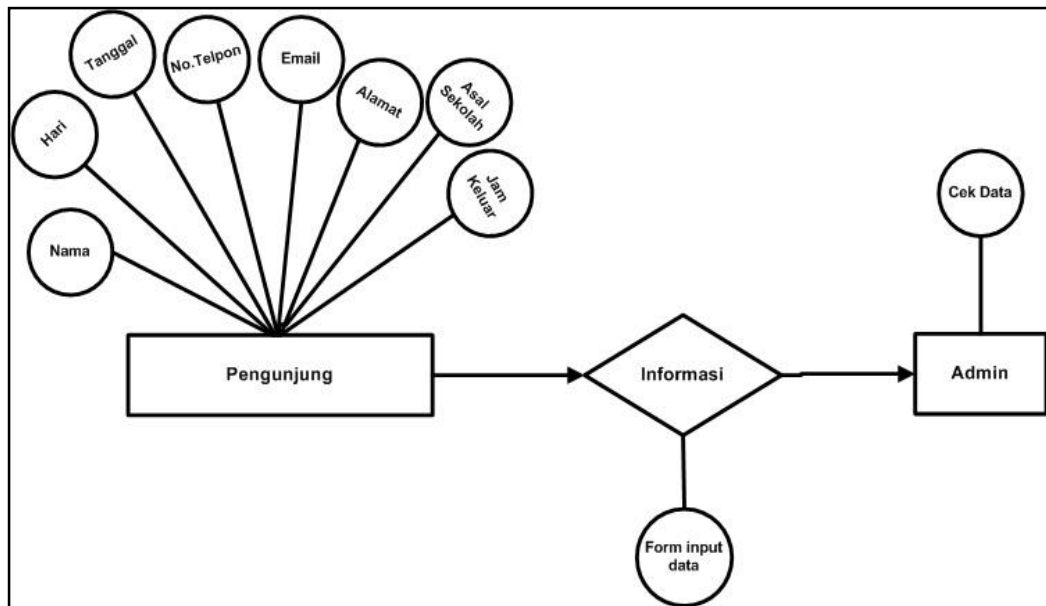 Nama
Hari
Tanggal
No.Telpon
Email
Alamat
Asal
Sekolah
Jam
Keluar
Cek Data
Pengunjung
Informasi
Admin
Form input
data